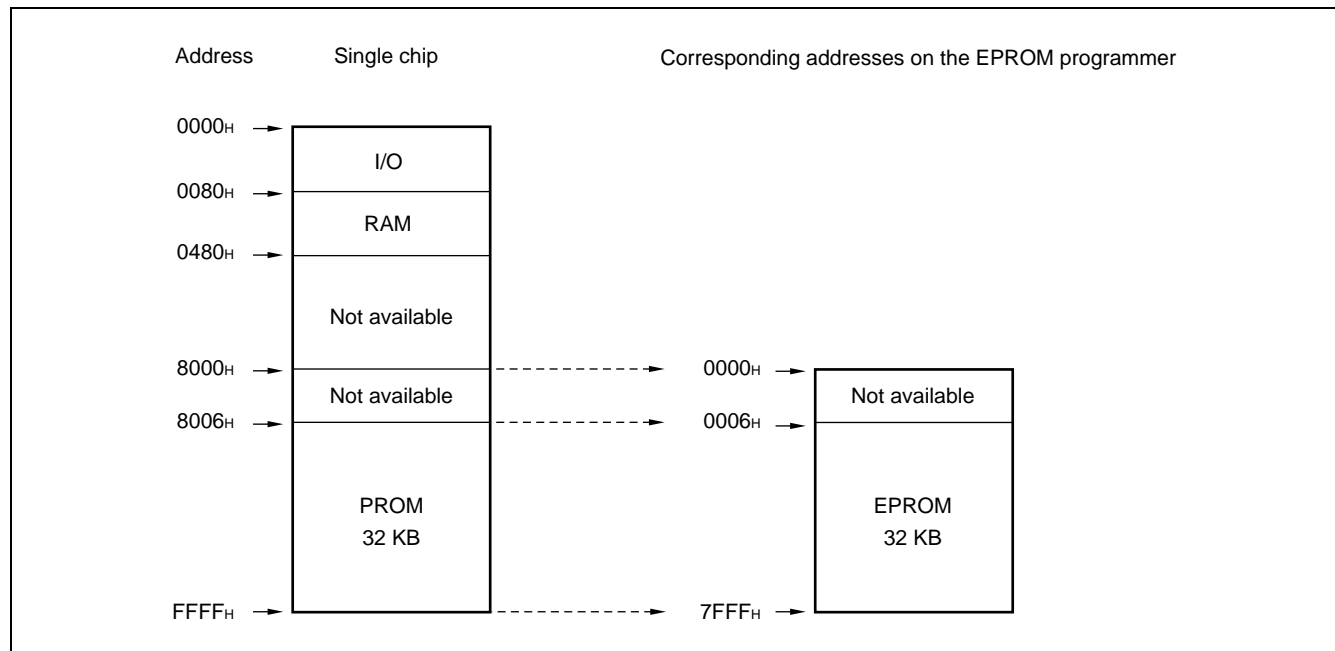 Address Single chip Corresponding addresses on the EPROM programmer
0000H
I/O
0080H
RAM
0480H
Not available
8000H 0000H
Not available Not available
8006H 0006H
PROM EPROM
32 KB 32 KB
FFFFH 7FFFH